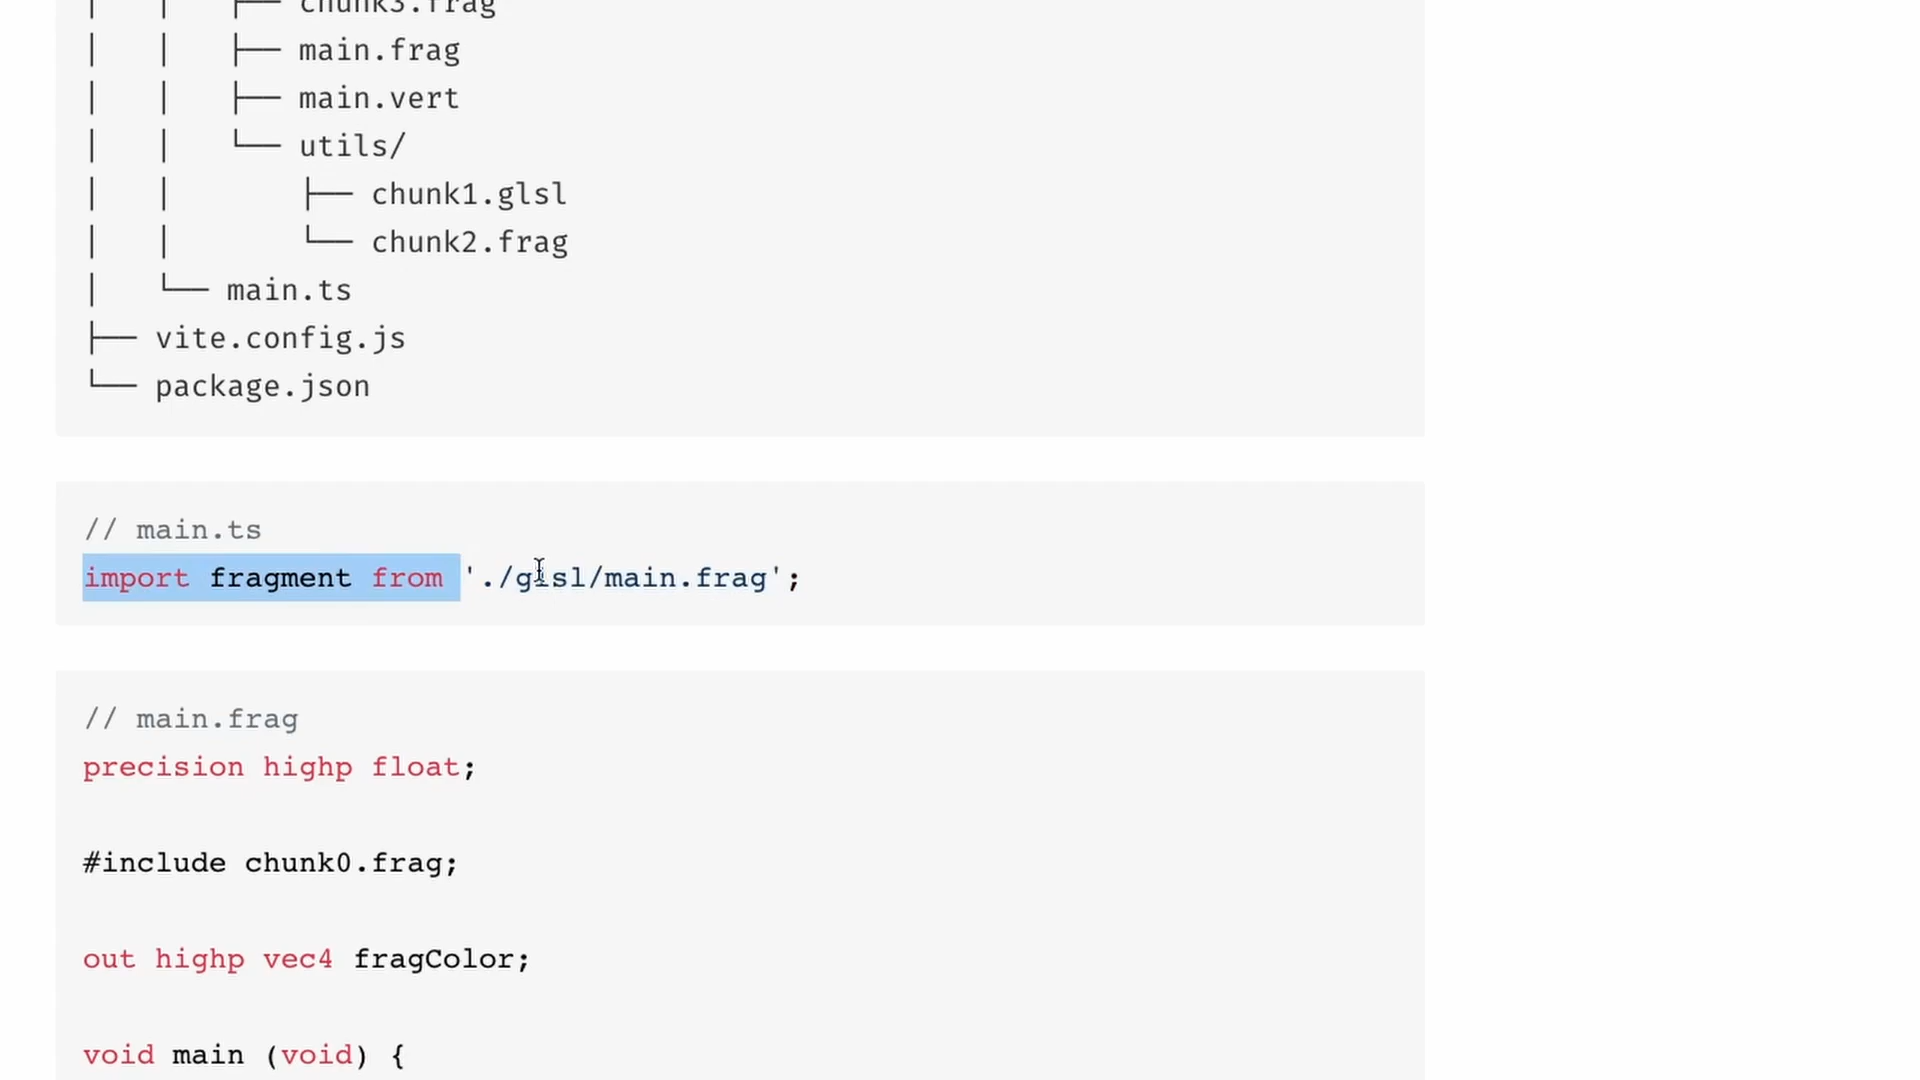 │   │   ├── chunk3.frag
│   │   ├── main.frag
│   │   ├── main.vert
│   │   └── utils/
│   │       ├── chunk1.glsl
│   │       └── chunk2.frag
│   └── main.ts
├── vite.config.js
└── package.json
// main.ts
import fragment from './glsl/main.frag';
// main.frag
precision highp float;
#include chunk0.frag;
out highp vec4 fragColor;
void main (void) {